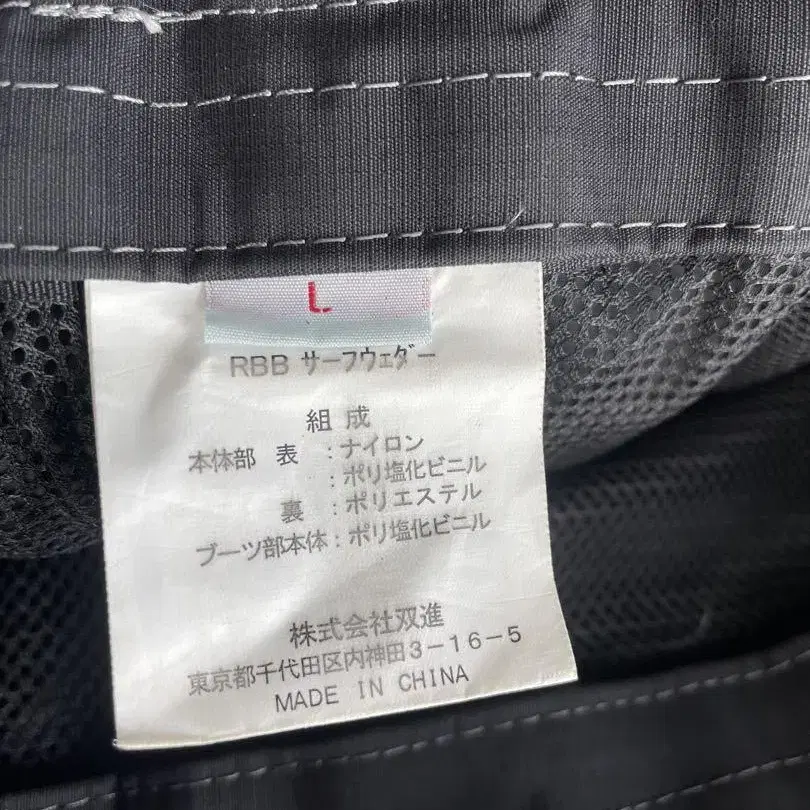 L
RBB サーフウェダー
組 成
本体部 表 : ナイロン
: ポリ塩化ビニル
裏 : ポリエステル
ブーツ部本体 : ポリ塩化ビニル
株式会社双進
東京都千代田区内神田3-16-5
MADE IN CHINA